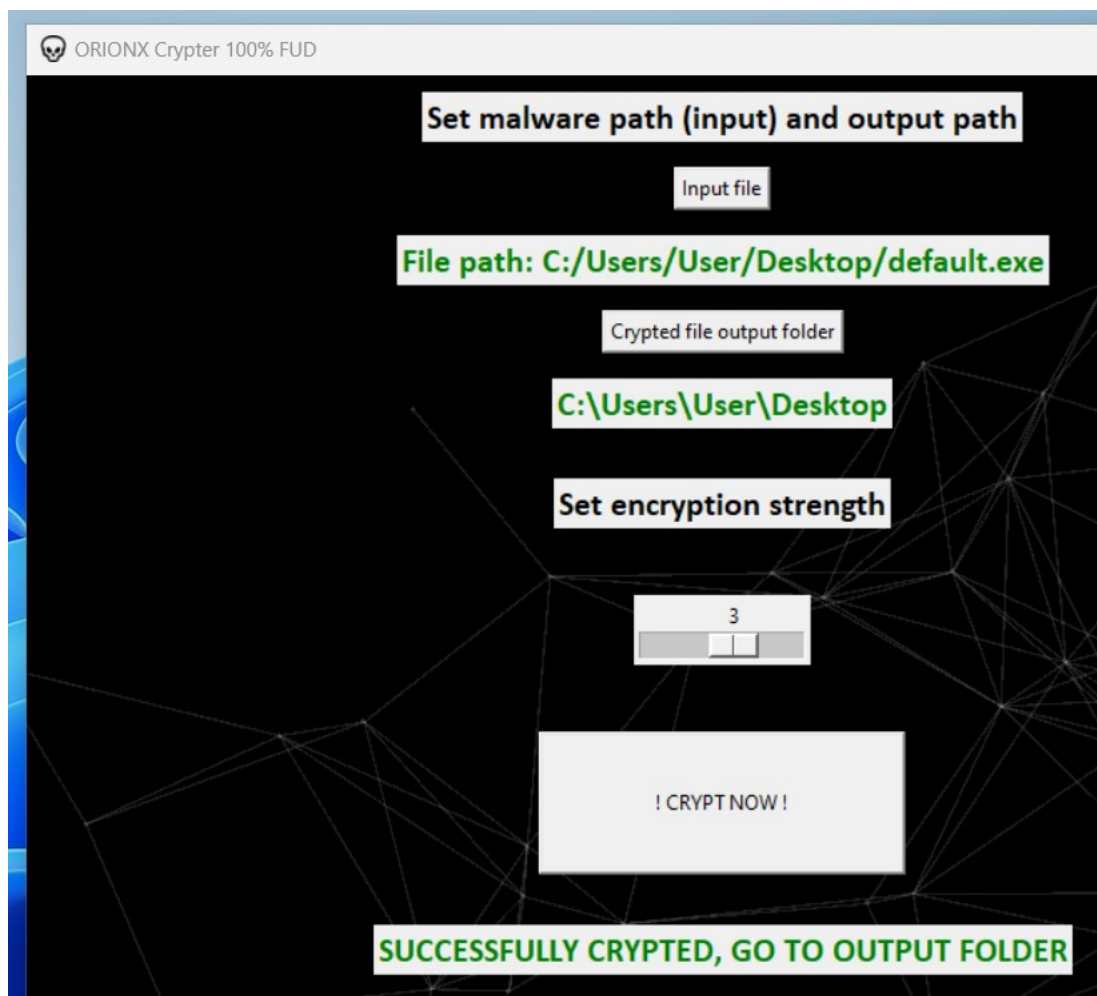 ORIONX Crypter 100% FUD
Set malware path (input) and output path
Input file
File path: C:/Users/User/Desktop/default.exe
Crypted file output folder
C:\Users\User\Desktop
Set encryption strength
3
! CRYPT NOW !
SUCCESSFULLY CRYPTED, GO TO OUTPUT FOLDER